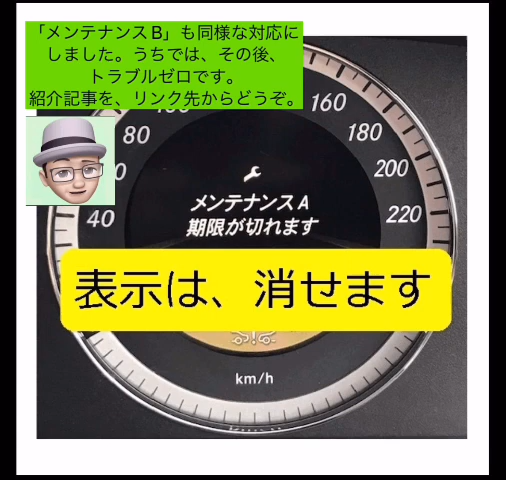 「メンテナンスB」も同様な対応に
しました。うちでは、その後、
トラブルゼロです。
紹介記事を、リンク先からどうぞ。
160
80
180
200
40
220
メンテナンスA
期限が切れます
表示は、消せます
km/h